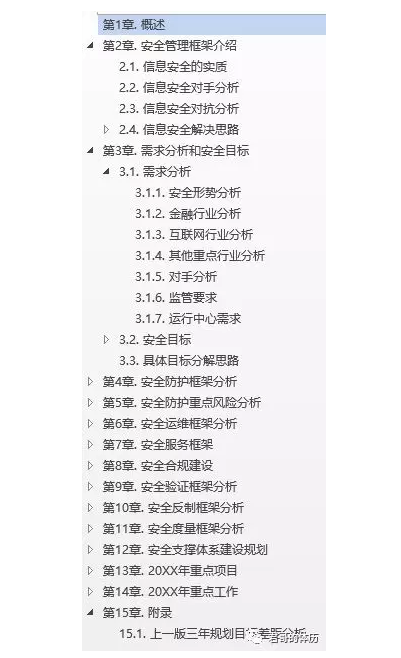 第1章. 概述
第2章. 安全管理框架介绍
2.1. 信息安全的实质
2.2. 信息安全对手分析
2.3. 信息安全对抗分析
2.4. 信息安全解决思路
第3章. 需求分析和安全目标
3.1. 需求分析
3.1.1. 安全形势分析
3.1.2. 金融行业分析
3.1.3. 互联网行业分析
3.1.4. 其他重点行业分析
3.1.5. 对手分析
3.1.6. 监管要求
3.1.7. 运行中心需求
3.2. 安全目标
3.3. 具体目标分解思路
第4章. 安全防护框架分析
第5章. 安全防护重点风险分析
第6章. 安全运维框架分析
第7章. 安全服务框架
第8章. 安全合规建设
第9章. 安全验证框架分析
第10章. 安全反制框架分析
第11章. 安全度量框架分析
第12章. 安全支撑体系建设规划
第13章. 20XX年重点项目
第14章. 20XX年重点工作
第15章. 附录
15.1. 上一版三年规划目标差距分析
君哥的体历